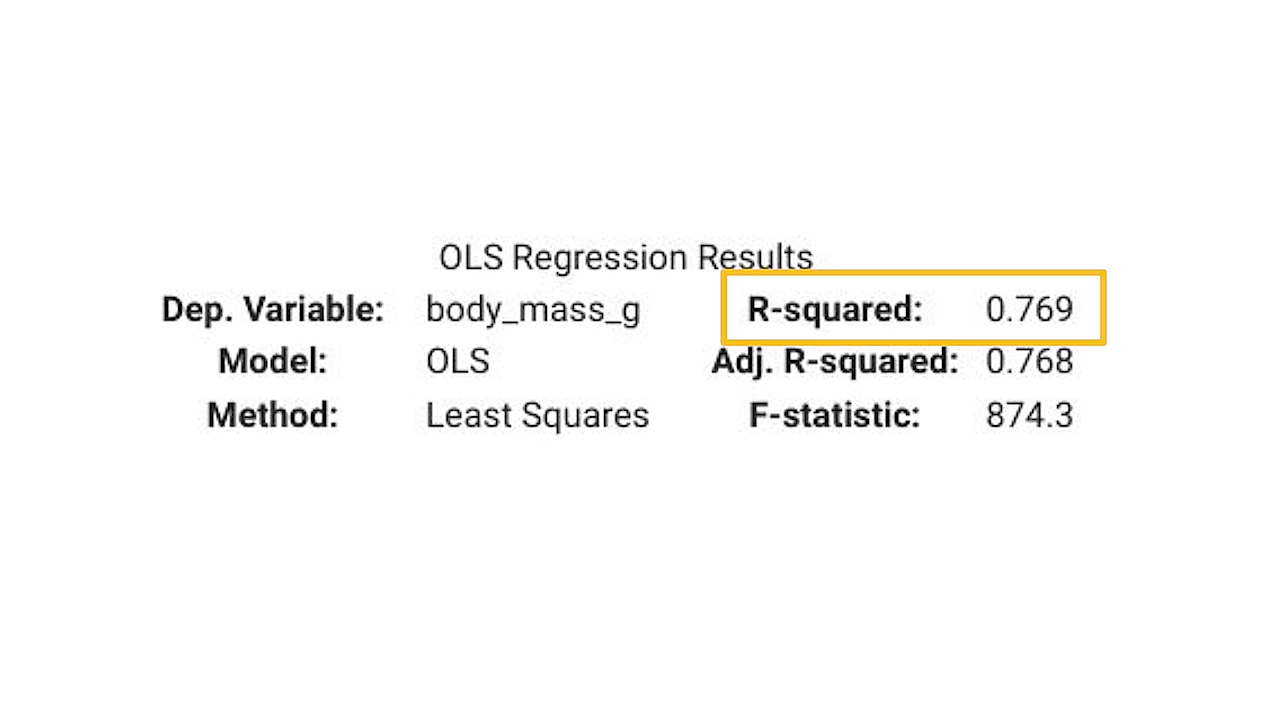 OLS Regression Results
Dep. Variable: body_mass_g R-squared: 0.769
Model: OLS Adj. R-squared: 0.768
Method: Least Squares F-statistic: 874.3